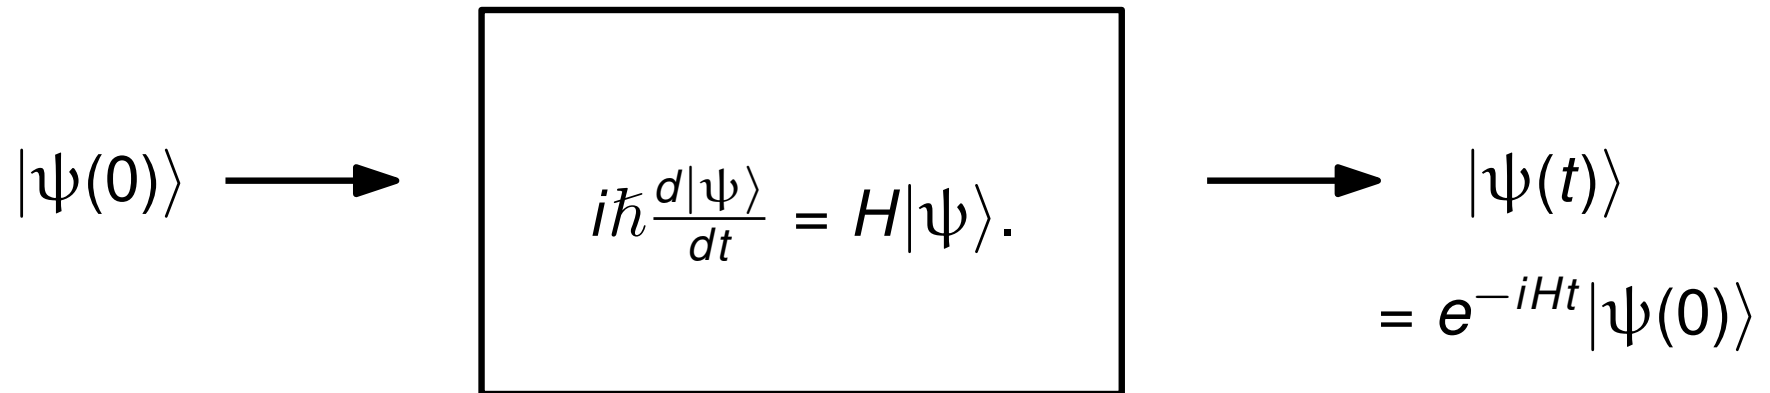 |ψ(0)⟩
iℏ d|ψ⟩/dt = H|ψ⟩.
|ψ(t)⟩
= e^{−iHt}|ψ(0)⟩